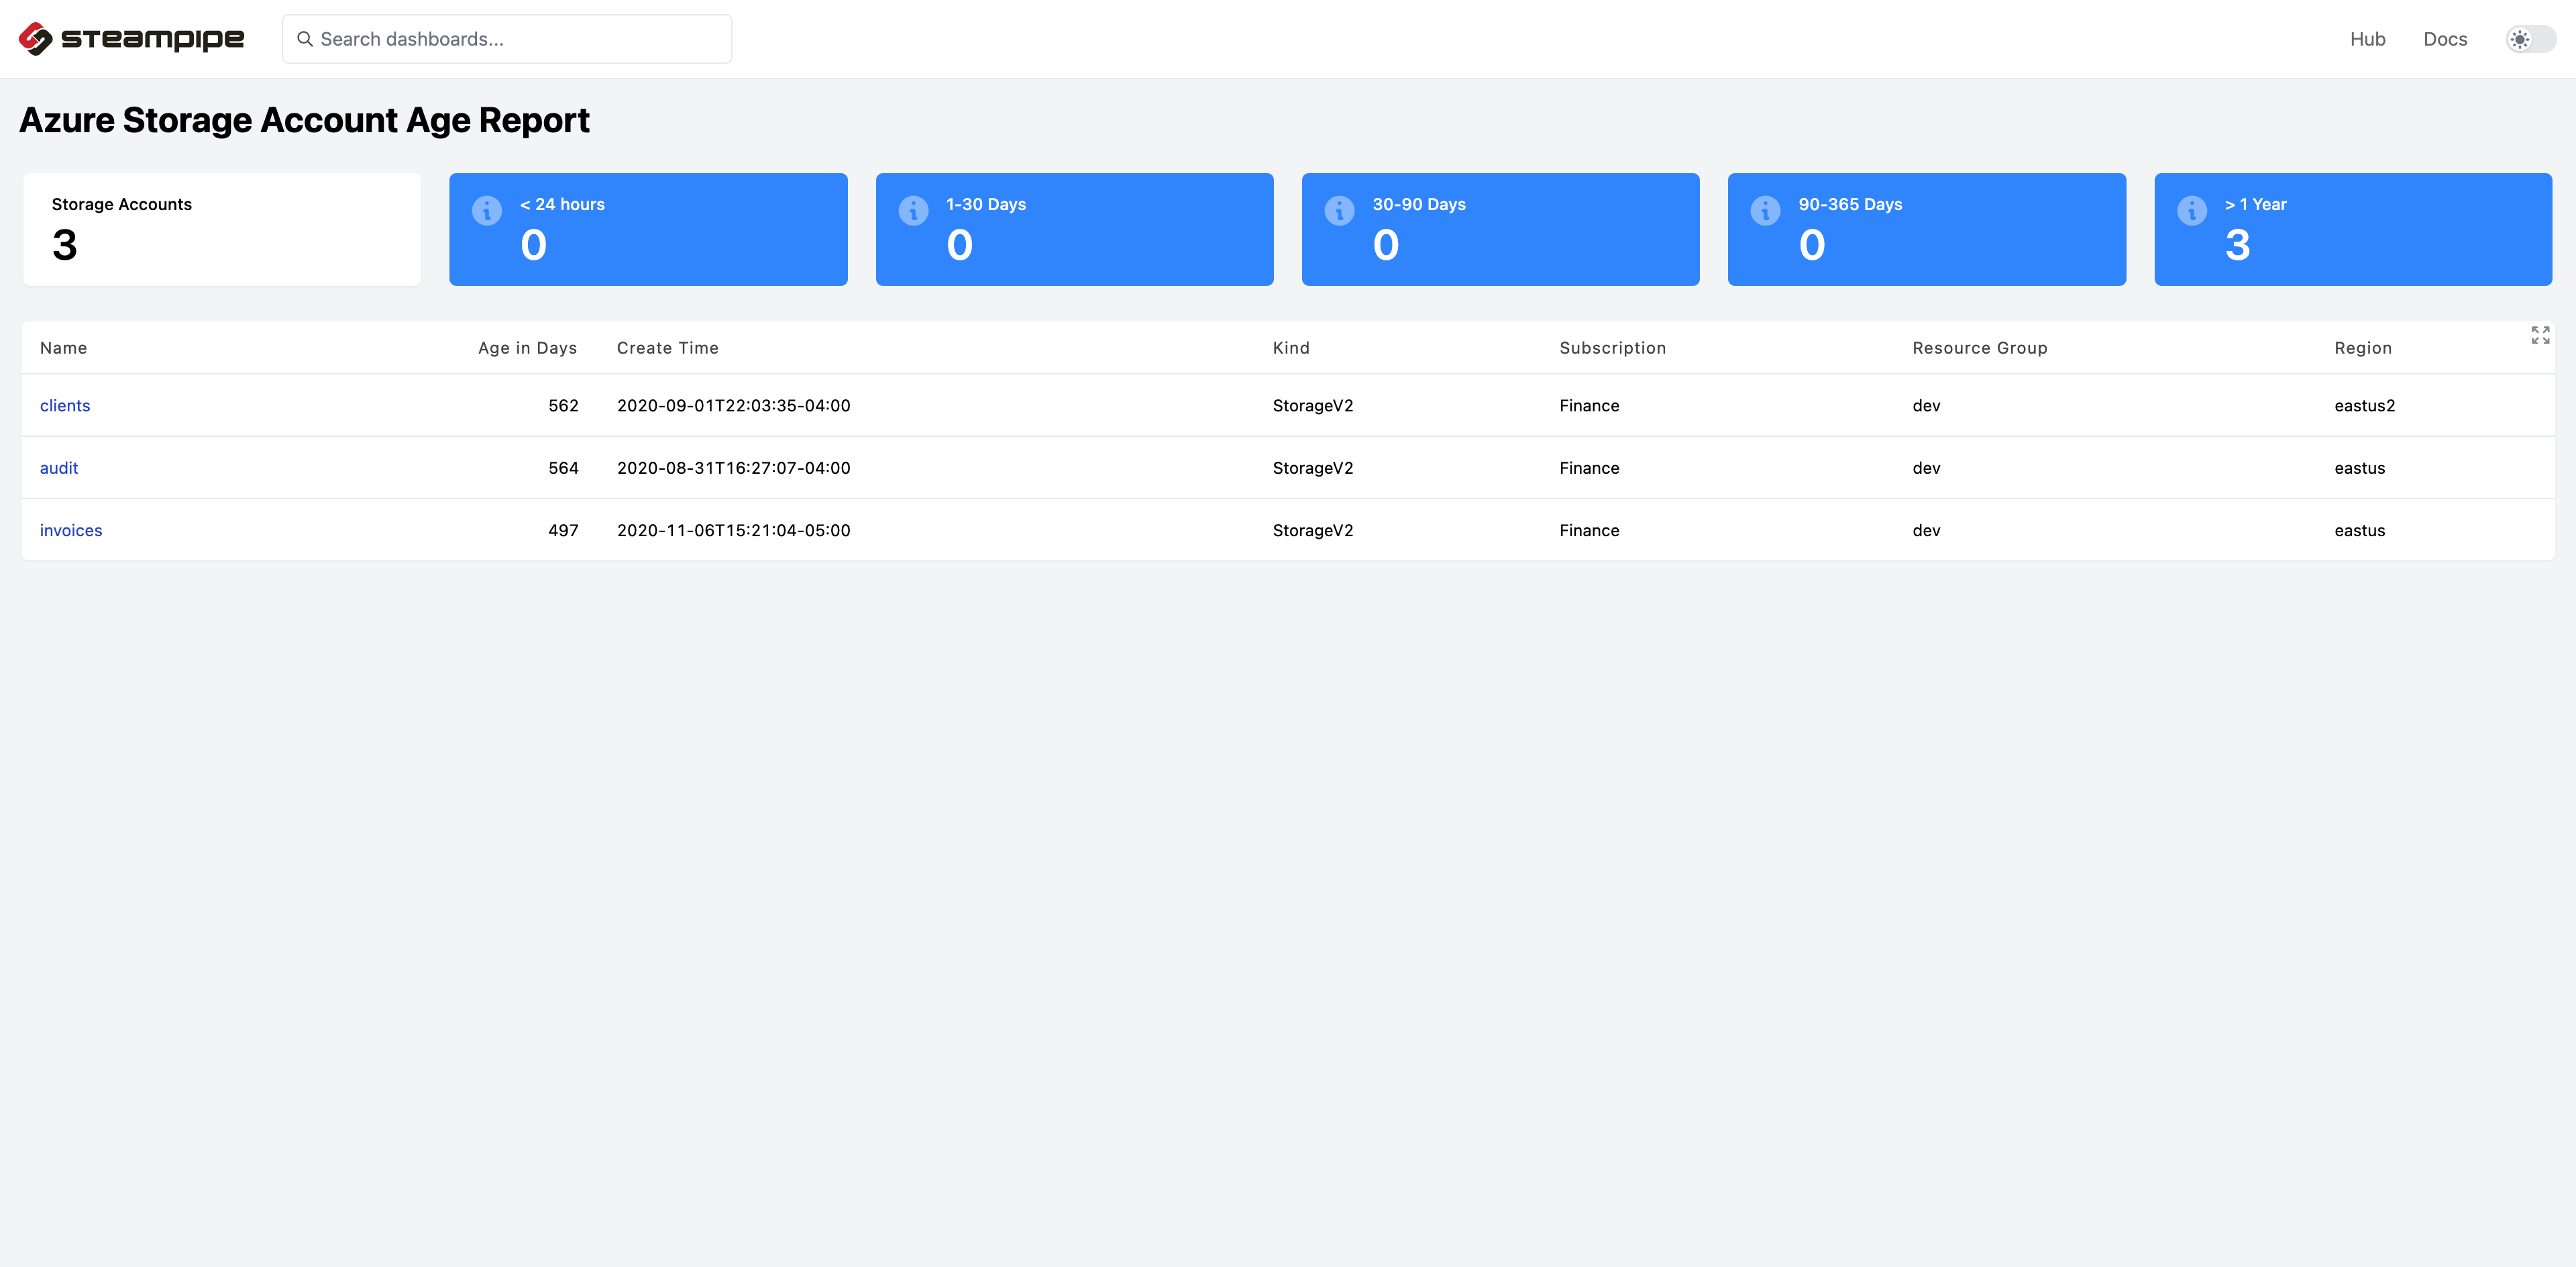 steampipe
Search dashboards...
Hub
Docs
Azure Storage Account Age Report
Storage Accounts
3
< 24 hours
0
1-30 Days
0
30-90 Days
0
90-365 Days
0
> 1 Year
3
Name Age in Days Create Time Kind Subscription Resource Group Region
clients 562 2020-09-01T22:03:35-04:00 StorageV2 Finance dev eastus2
audit 564 2020-08-31T16:27:07-04:00 StorageV2 Finance dev eastus
invoices 497 2020-11-06T15:21:04-05:00 StorageV2 Finance dev eastus